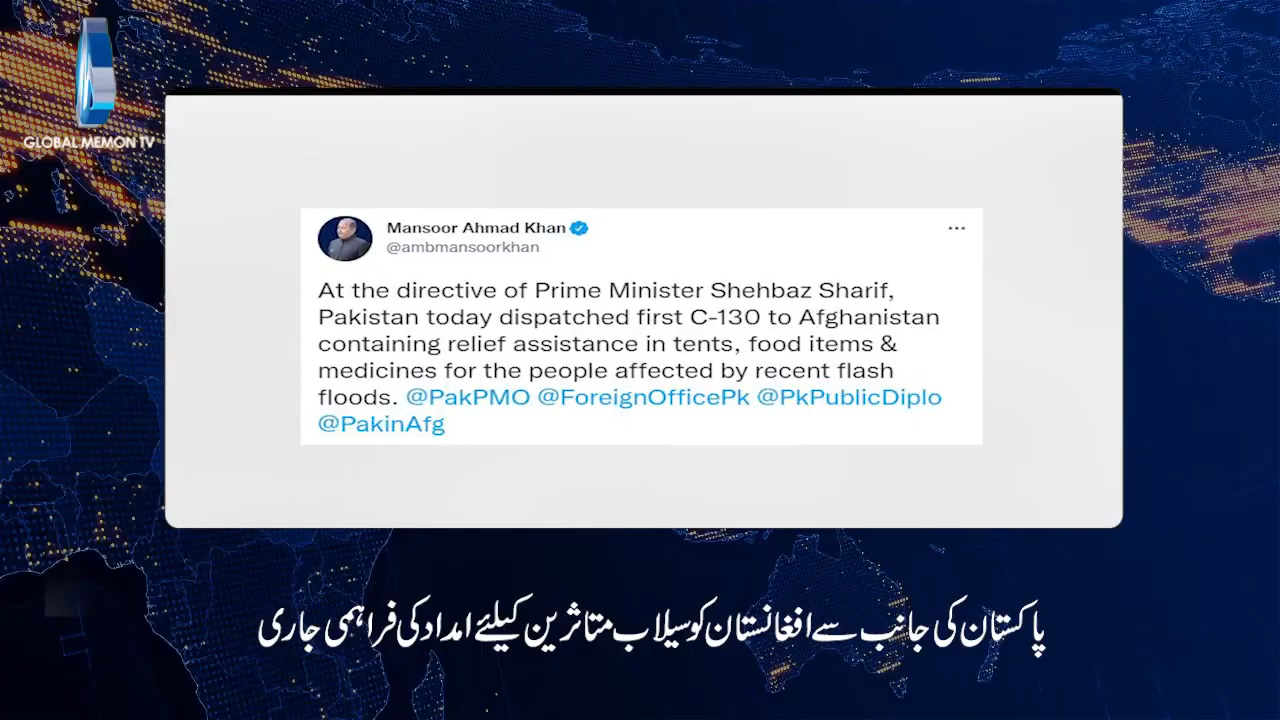 GLOBAL MEMON TV
Mansoor Ahmad Khan
@ambmansoorkhan
At the directive of Prime Minister Shehbaz Sharif,
Pakistan today dispatched first C-130 to Afghanistan
containing relief assistance in tents, food items &
medicines for the people affected by recent flash
floods. @PakPMO @ForeignOfficePk @PkPublicDiplo
@PakinAfg
پاکستان کی جانب سے افغانستان کو سیلاب متاثرین کیلئے امداد کی فراہمی جاری